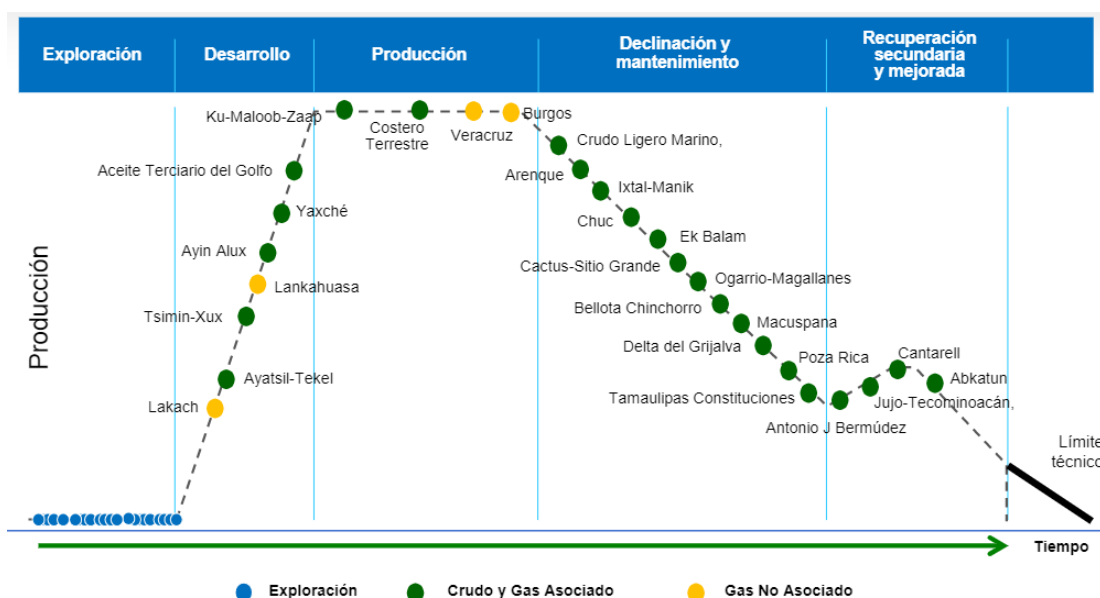 Exploración
Desarrollo
Producción
Declinación y
mantenimiento
Recuperación
secundaria
y mejorada
Ku-Maloob-Zaap
Costero
Terrestre
Veracruz
Burgos
Crudo Ligero Marino,
Aceite Terciario del Golfo
Arenque
Ixtal-Manik
Yaxché
Chuc
Ek Balam
Ayin Alux
Cactus-Sitio Grande
Lankahuasa
Ogarrio-Magallanes
Bellota Chinchorro
Tsimin-Xux
Macuspana
Producción
Delta del Grijalva
Poza Rica
Cantarell
Ayatsil-Tekel
Abkatun
Lakach
Tamaulipas Constituciones
Jujo-Tecominoacán,
Antonio J Bermúdez
Límite
técnico
Tiempo
Exploración
Crudo y Gas Asociado
Gas No Asociado